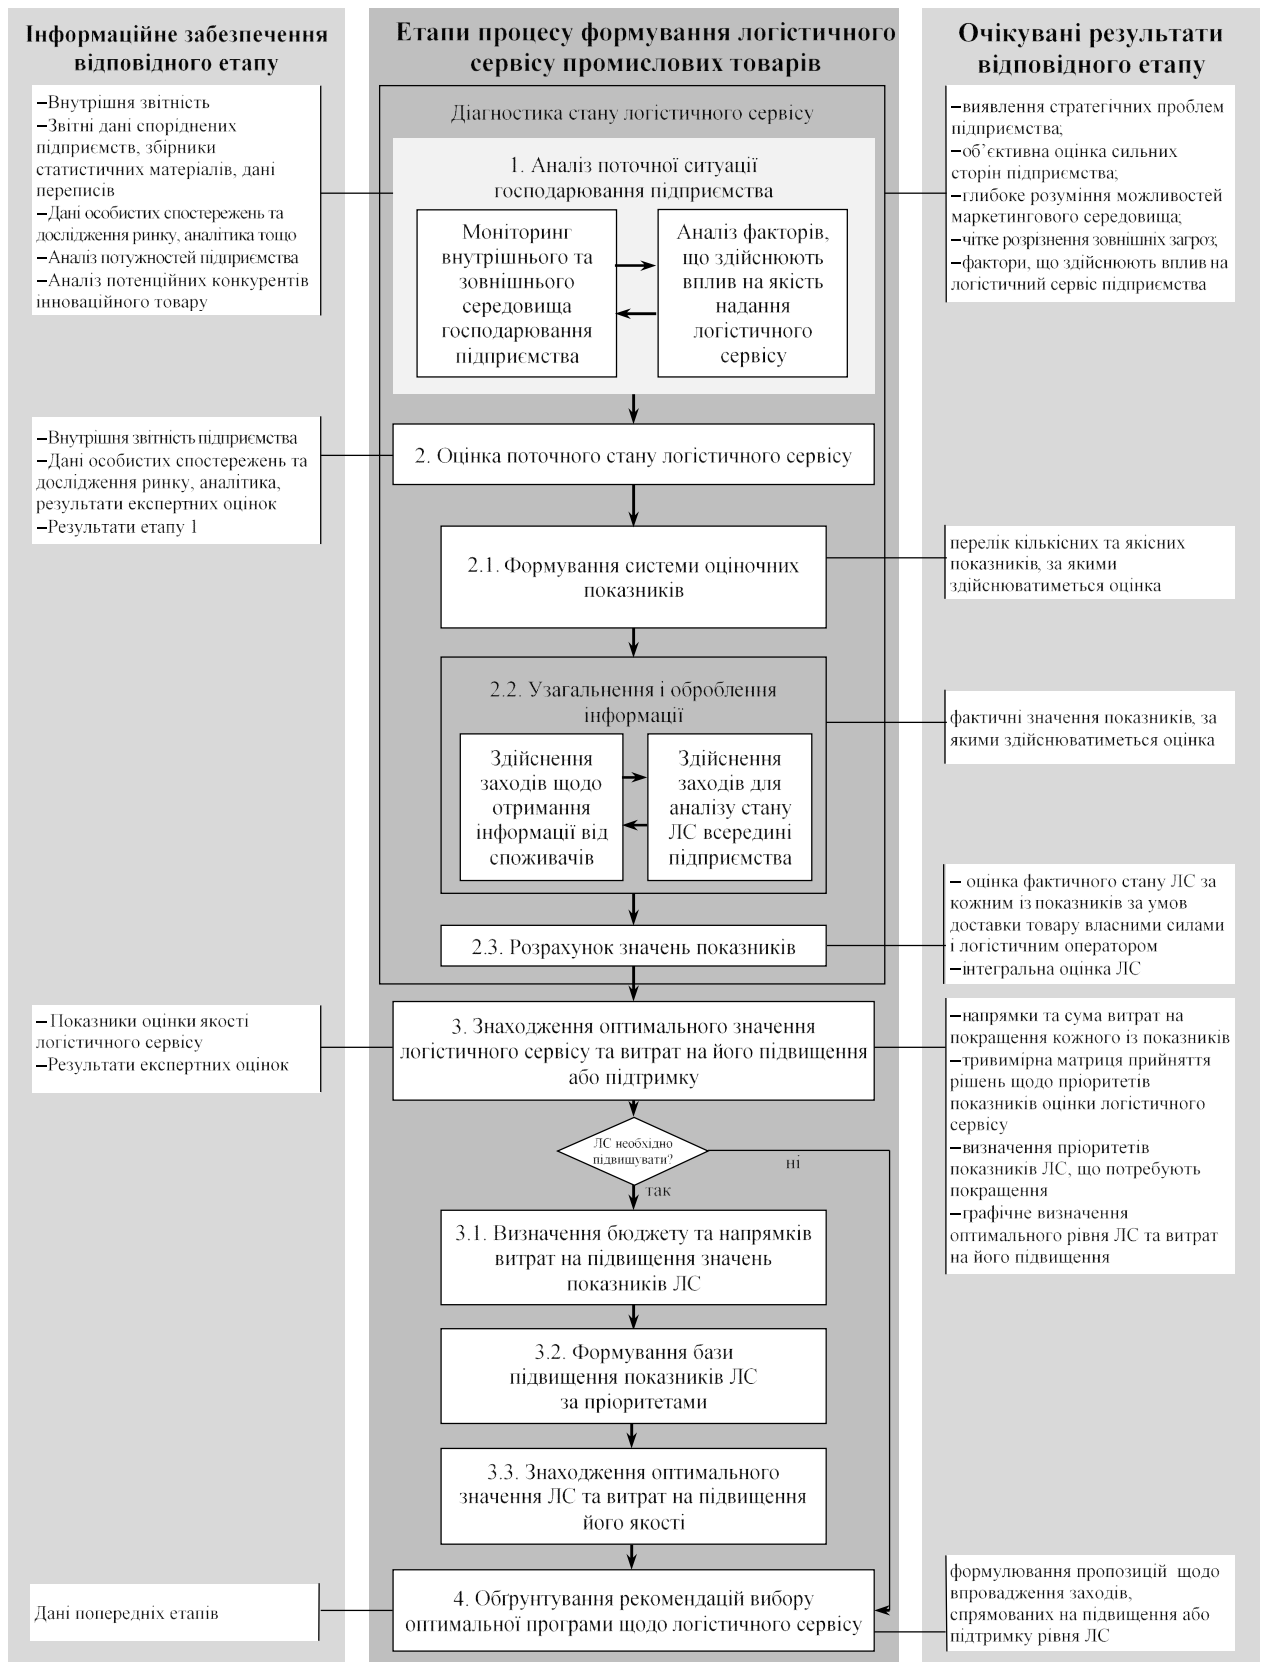 Інформаційне забезпечення
відповідного етапу
−Внутрішня звітність
−Звітні дані споріднених
підприємств, збірники
статистичних матеріалів, дані
переписів
−Дані особистих спостережень та
дослідження ринку, аналітика тощо
−Аналіз потужностей підприємства
−Аналіз потенційних конкурентів
інноваційного товару
−Внутрішня звітність підприємства
−Дані особистих спостережень та
дослідження ринку, аналітика,
результати експертних оцінок
−Результати етапу 1
− Показники оцінки якості
логістичного сервісу
−Результати експертних оцінок
Дані попередніх етапів
Етапи процесу формування логістичного
сервісу промислових товарів
Діагностика стану логістичного сервісу
1. Аналіз поточної ситуації
господарювання підприємства
Моніторинг
внутрішнього та
зовнішнього
середовища
господарювання
підприємства
Аналіз факторів,
що здійснюють
вплив на якість
надання
логістичного
сервісу
2. Оцінка поточного стану логістичного сервісу
2.1. Формування системи оціночних
показників
2.2. Узагальнення і оброблення
інформації
Здійснення
заходів щодо
отримання
інформації від
споживачів
Здійснення
заходів для
аналізу стану
ЛС всередині
підприємства
2.3. Розрахунок значень показників
3. Знаходження оптимального значення
логістичного сервісу та витрат на його підвищення
або підтримку
ЛС необхідно
підвищувати?
ні
так
3.1. Визначення бюджету та напрямків
витрат на підвищення значень
показників ЛС
3.2. Формування бази
підвищення показників ЛС
за пріоритетами
3.3. Знаходження оптимального
значення ЛС та витрат на підвищення
його якості
4. Обґрунтування рекомендацій вибору
оптимальної програми щодо логістичного сервісу
Очікувані результати
відповідного етапу
−виявлення стратегічних проблем
підприємства;
−об’єктивна оцінка сильних
сторін підприємства;
−глибоке розуміння можливостей
маркетингового середовища;
−чітке розрізнення зовнішніх загроз;
−фактори, що здійснюють вплив на
логістичний сервіс підприємства
перелік кількісних та якісних
показників, за якими
здійснюватиметься оцінка
фактичні значення показників, за
якими здійснюватиметься оцінка
− оцінка фактичного стану ЛС за
кожним із показників за умов
доставки товару власними силами
і логістичним оператором
−інтегральна оцінка ЛС
−напрямки та сума витрат на
покращення кожного із показників
−тривимірна матриця прийняття
рішень щодо пріоритетів
показників оцінки логістичного
сервісу
−визначення пріоритетів
показників ЛС, що потребують
покращення
−графічне визначення
оптимального рівня ЛС та витрат
на його підвищення
формулювання пропозицій щодо
впровадження заходів,
спрямованих на підвищення або
підтримку рівня ЛС